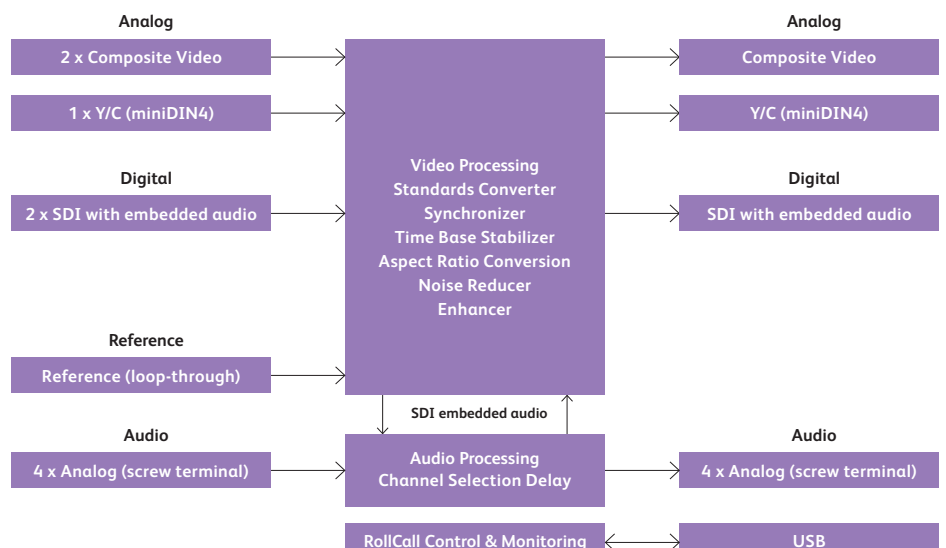 Analog
2 x Composite Video
1 x Y/C (miniDIN4)
Digital
2 x SDI with embedded audio
Reference
Reference (loop-through)
Audio
4 x Analog (screw terminal)
Video Processing
Standards Converter
Synchronizer
Time Base Stabilizer
Aspect Ratio Conversion
Noise Reducer
Enhancer
SDI embedded audio
Audio Processing
Channel Selection Delay
RollCall Control & Monitoring
Analog
Composite Video
Y/C (miniDIN4)
Digital
SDI with embedded audio
Audio
4 x Analog (screw terminal)
USB